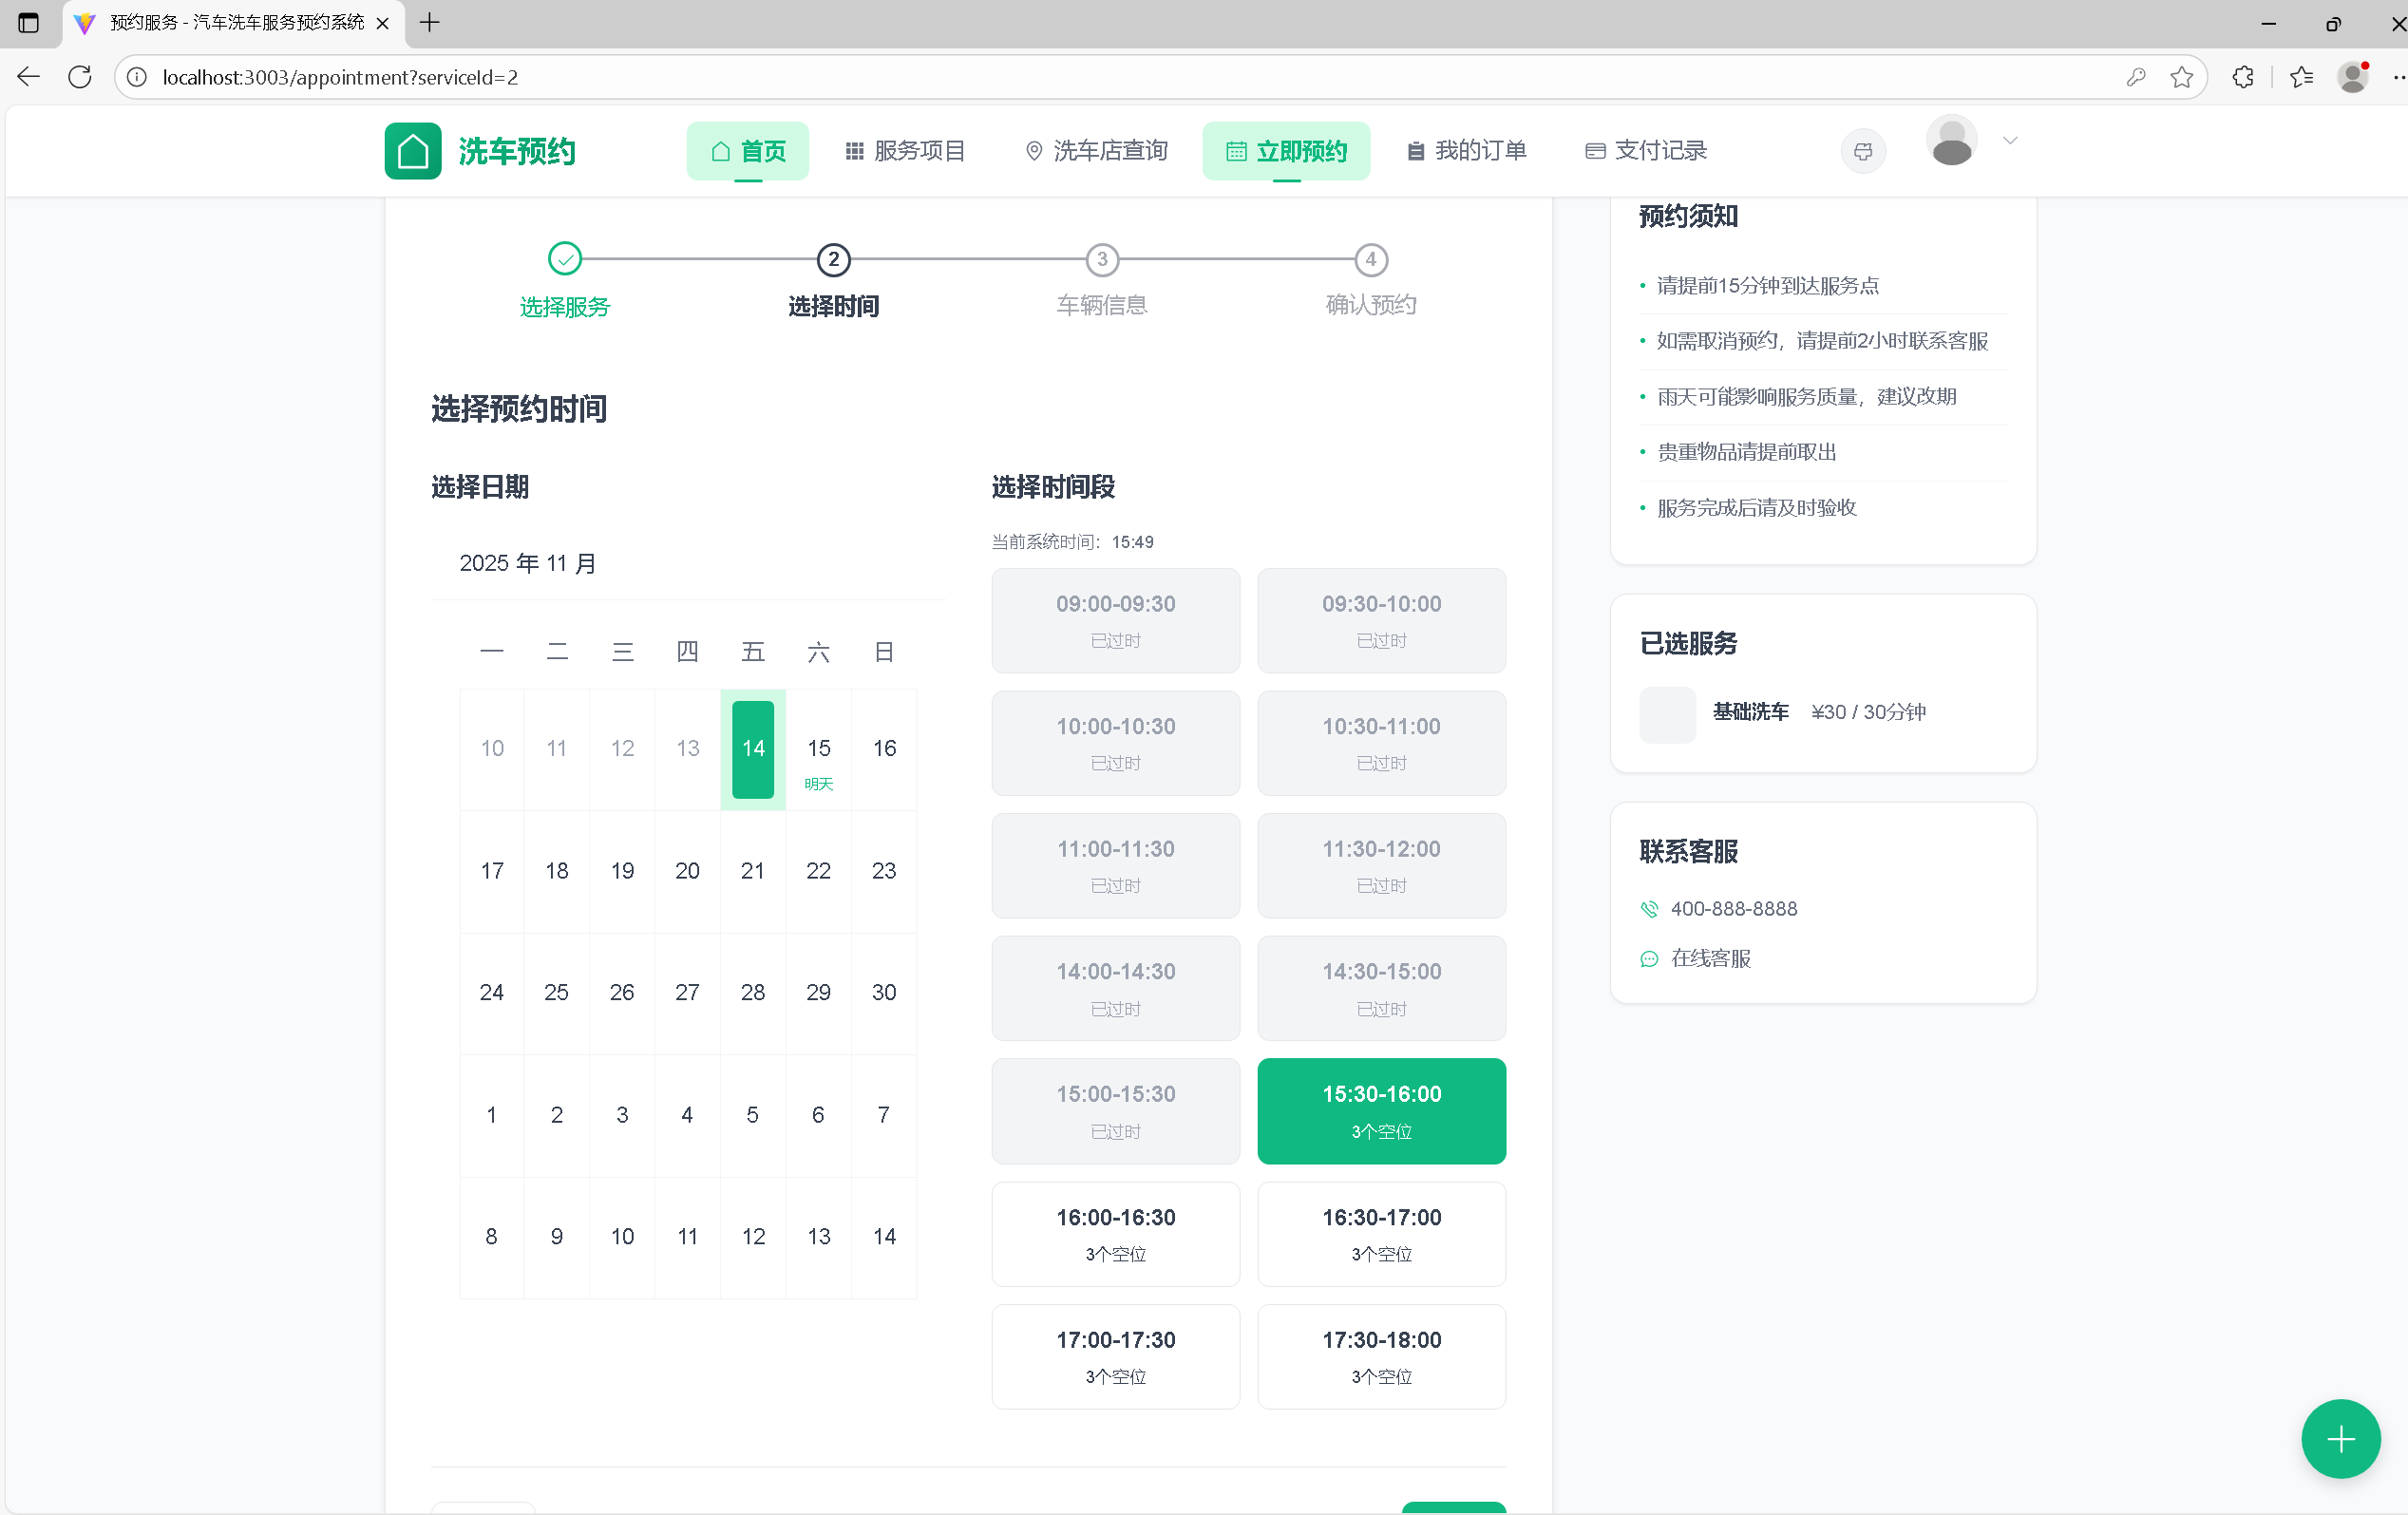 预约服务 - 汽车洗车服务预约系统
localhost:3003/appointment?serviceId=2
洗车预约
首页
服务项目
洗车店查询
立即预约
我的订单
支付记录
选择服务
2
选择时间
3
车辆信息
4
确认预约
选择预约时间
选择日期
2025 年 11 月
一 二 三 四 五 六 日
10 11 12 13 14 15 16
明天
17 18 19 20 21 22 23
24 25 26 27 28 29 30
1 2 3 4 5 6 7
8 9 10 11 12 13 14
选择时间段
当前系统时间：15:49
09:00-09:30
已过时
09:30-10:00
已过时
10:00-10:30
已过时
10:30-11:00
已过时
11:00-11:30
已过时
11:30-12:00
已过时
14:00-14:30
已过时
14:30-15:00
已过时
15:00-15:30
已过时
15:30-16:00
3个空位
16:00-16:30
3个空位
16:30-17:00
3个空位
17:00-17:30
3个空位
17:30-18:00
3个空位
预约须知
• 请提前15分钟到达服务点
• 如需取消预约，请提前2小时联系客服
• 雨天可能影响服务质量，建议改期
• 贵重物品请提前取出
• 服务完成后请及时验收
已选服务
基础洗车 ¥30 / 30分钟
联系客服
400-888-8888
在线客服